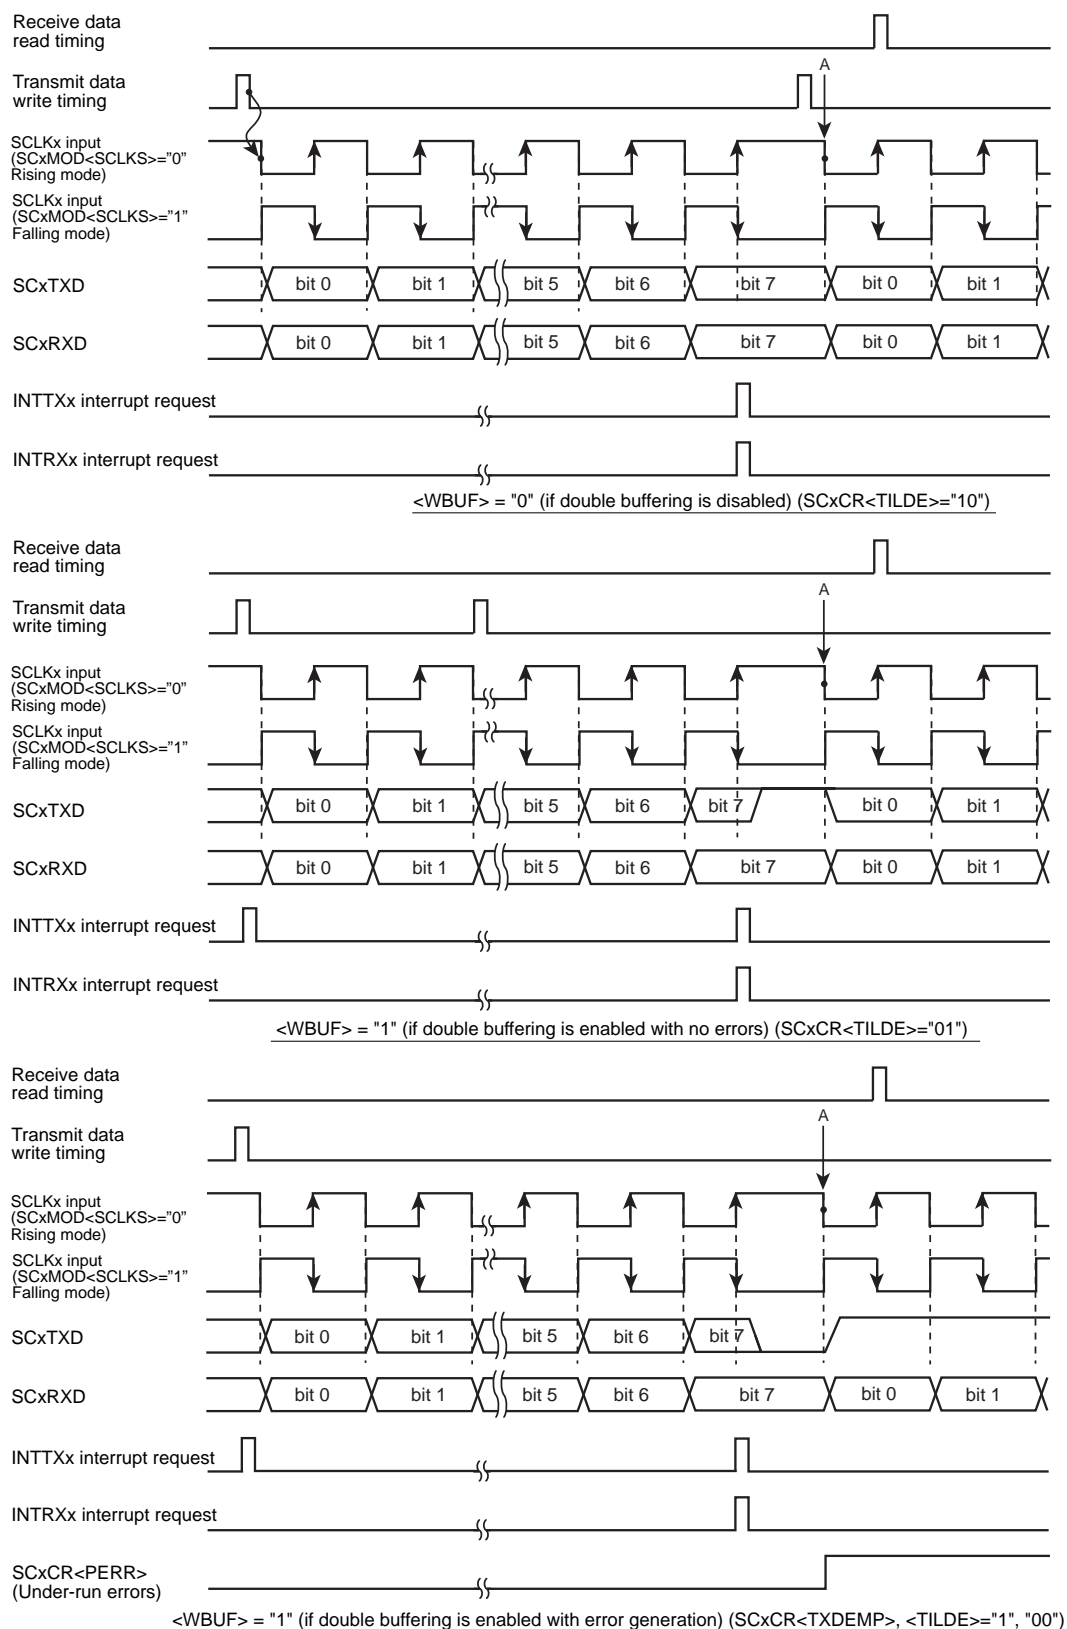 Receive data
read timing
Transmit data
write timing
A
SCLKx input
(SCxMOD<SCLKS>="0"
Rising mode)
SCLKx input
(SCxMOD<SCLKS>="1"
Falling mode)
SCxTXD
bit 0 bit 1 bit 5 bit 6 bit 7 bit 0 bit 1
SCxRXD
bit 0 bit 1 bit 5 bit 6 bit 7 bit 0 bit 1
INTTXx interrupt request
INTRXx interrupt request
<WBUF> = "0" (if double buffering is disabled) (SCxCR<TILDE>="10")
Receive data
read timing
Transmit data
write timing
A
SCLKx input
(SCxMOD<SCLKS>="0"
Rising mode)
SCLKx input
(SCxMOD<SCLKS>="1"
Falling mode)
SCxTXD
bit 0 bit 1 bit 5 bit 6 bit 7 bit 0 bit 1
SCxRXD
bit 0 bit 1 bit 5 bit 6 bit 7 bit 0 bit 1
INTTXx interrupt request
INTRXx interrupt request
<WBUF> = "1" (if double buffering is enabled with no errors) (SCxCR<TILDE>="01")
Receive data
read timing
Transmit data
write timing
A
SCLKx input
(SCxMOD<SCLKS>="0"
Rising mode)
SCLKx input
(SCxMOD<SCLKS>="1"
Falling mode)
SCxTXD
bit 0 bit 1 bit 5 bit 6 bit 7
SCxRXD
bit 0 bit 1 bit 5 bit 6 bit 7 bit 0 bit 1
INTTXx interrupt request
INTRXx interrupt request
SCxCR<PERR>
(Under-run errors)
<WBUF> = "1" (if double buffering is enabled with error generation) (SCxCR<TXDEMP>, <TILDE>="1", "00")